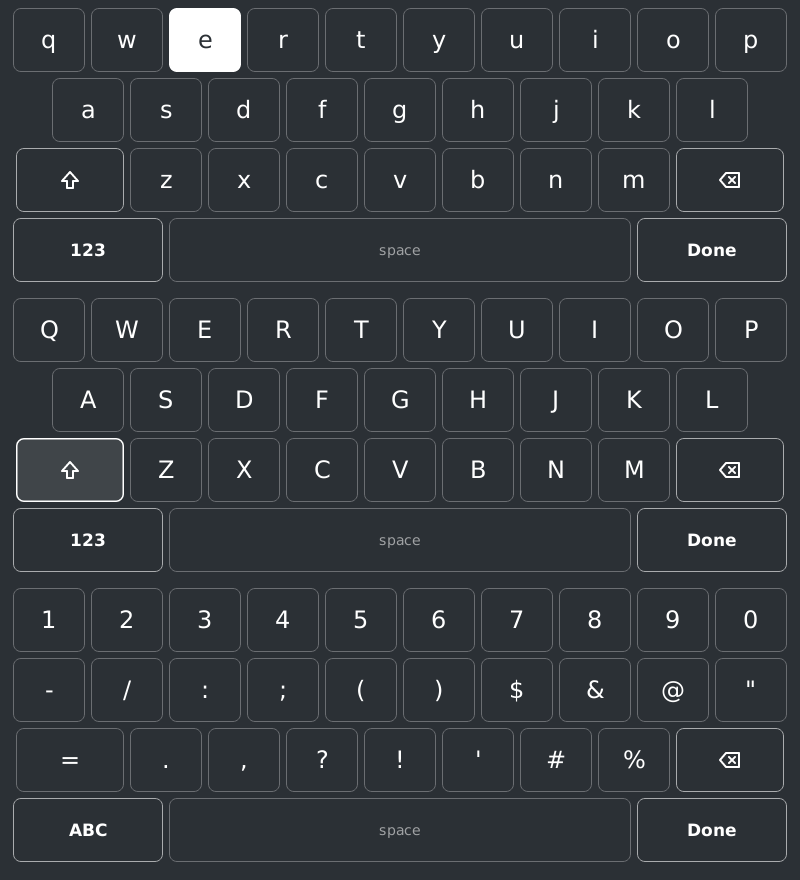 q w e r t y u i o p
a s d f g h j k l
z x c v b n m
123 space Done
Q W E R T Y U I O P
A S D F G H J K L
Z X C V B N M
123 space Done
1 2 3 4 5 6 7 8 9 0
- / : ; ( ) $ & @ "
= . , ? ! ' # %
ABC space Done